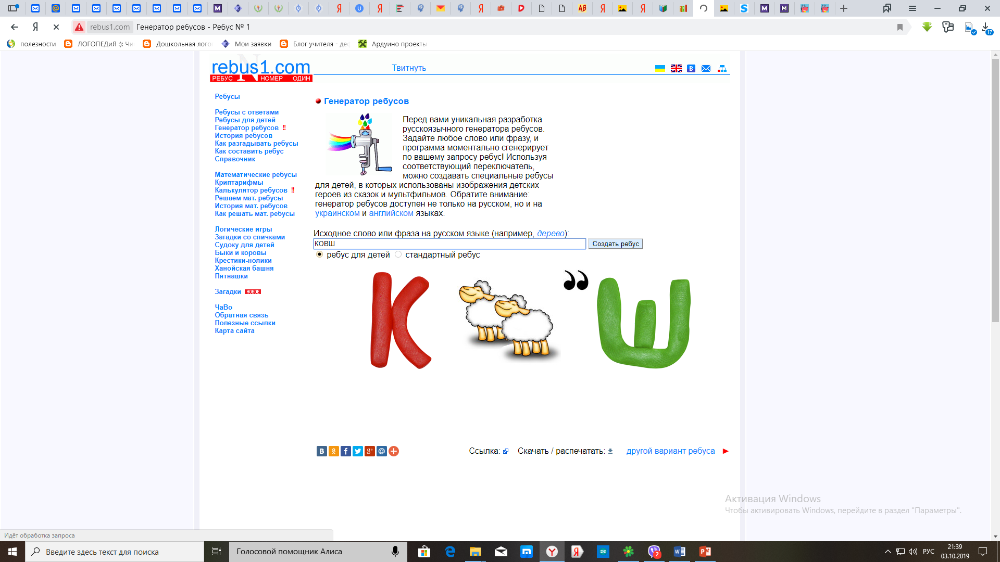 rebus1.com Генератор ребусов - Ребус № 1
полезности
ЛОГОПЕДиЯ :): Чи
Дошкольная лого
Мои заявки
Блог учителя - де
Ардуино проекты
rebus1.com
РЕБУС N НОМЕР ОДИН
Твитнуть
Ребусы
Ребусы с ответами
Ребусы для детей
Генератор ребусов !!
История ребусов
Как разгадывать ребусы
Как составить ребус
Справочник
Математические ребусы
Криптарифмы
Калькулятор ребусов !!
Решаем мат. ребусы
История мат. ребусов
Как решать мат. ребусы
Логические игры
Загадки со спичками
Судоку для детей
Быки и коровы
Крестики-нолики
Ханойская башня
Пятнашки
Загадки НОВОЕ
ЧаВо
Обратная связь
Полезные ссылки
Карта сайта
Генератор ребусов
Перед вами уникальная разработка
русскоязычного генератора ребусов.
Задайте любое слово или фразу, и
программа моментально сгенерирует
по вашему запросу ребус! Используя
соответствующий переключатель,
можно создавать специальные ребусы
для детей, в которых использованы изображения детских
героев из сказок и мультфильмов. Обратите внимание:
генератор ребусов доступен не только на русском, но и на
украинском и английском языках.
Исходное слово или фраза на русском языке (например, дерево):
КОВШ
Создать ребус
ребус для детей стандартный ребус
К ,, Ш
Ссылка: Скачать / распечатать: другой вариант ребуса
Активация Windows
Чтобы активировать Windows, перейдите в раздел "Параметры".
Идёт обработка запроса
Введите здесь текст для поиска
Голосовой помощник Алиса
РУС
21:39
03.10.2019